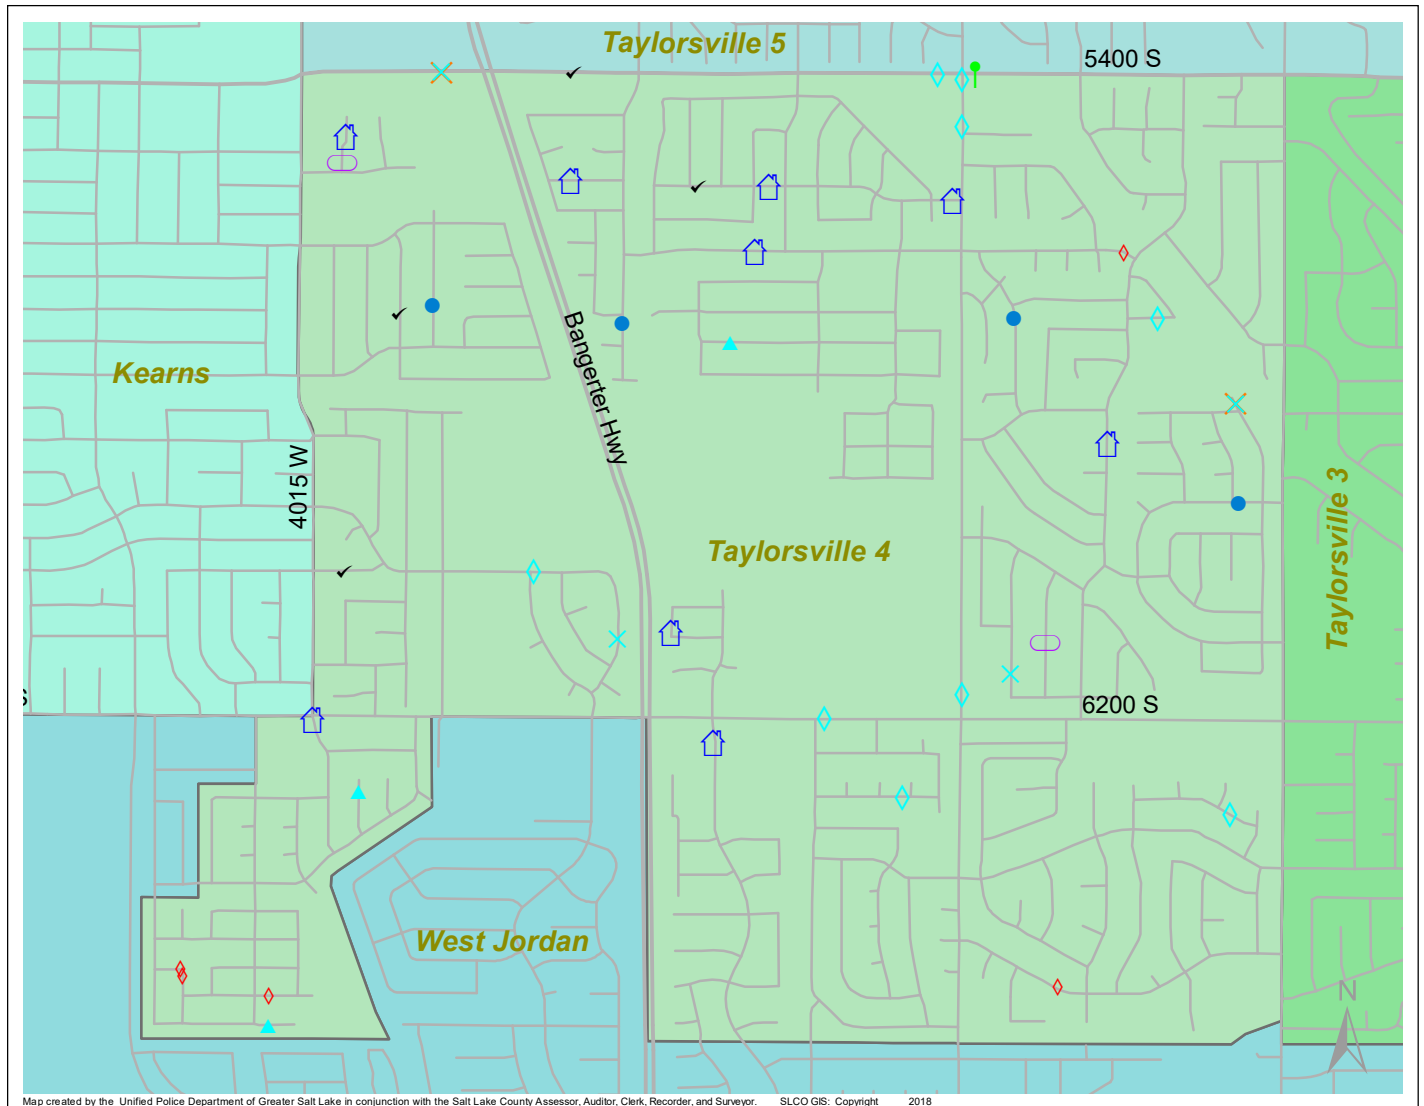 Taylorsville 5
5400 S
Kearns
Bangerter Hwy
4015 W
Taylorsville 4
Taylorsville 3
6200 S
West Jordan
N
Map created by the Unified Police Department of Greater Salt Lake in conjunction with the Salt Lake County Assessor, Auditor, Clerk, Recorder, and Surveyor. SLCO GIS: Copyright 2018